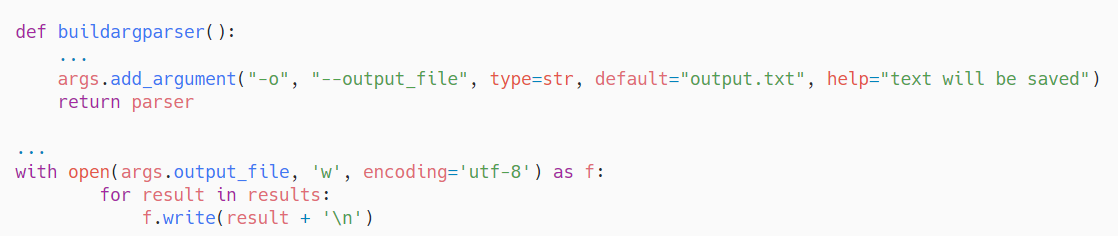 def buildargparser():
    ...
    args.add_argument("-o", "--output_file", type=str, default="output.txt", help="text will be saved")
    return parser

...
with open(args.output_file, 'w', encoding='utf-8') as f:
        for result in results:
            f.write(result + '\n')